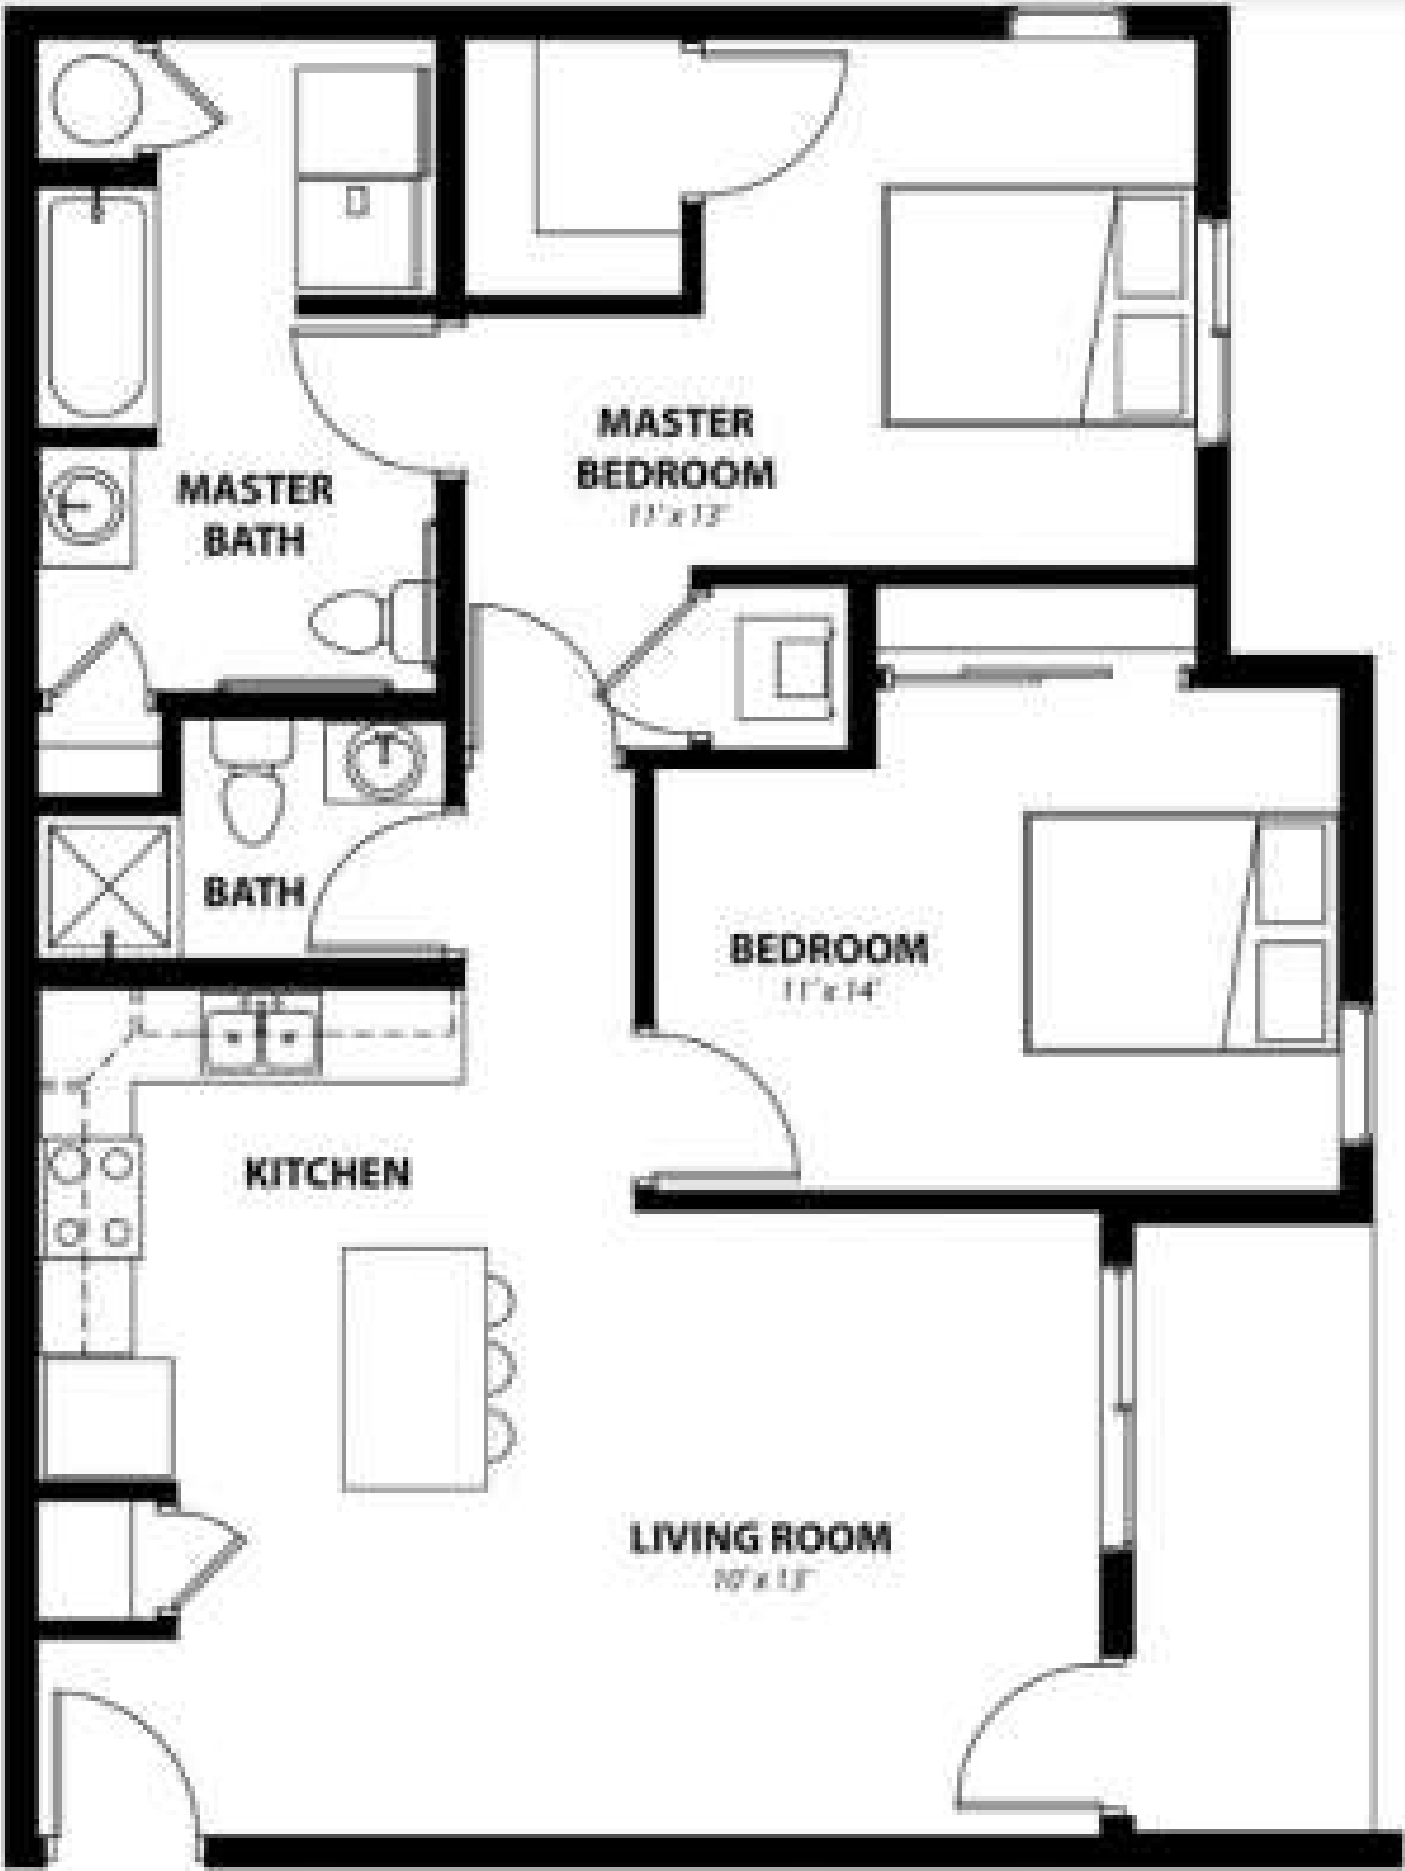 MASTER
BEDROOM
11' x 13'
MASTER
BATH
BATH
BEDROOM
11' x 14'
KITCHEN
LIVING ROOM
10' x 13'